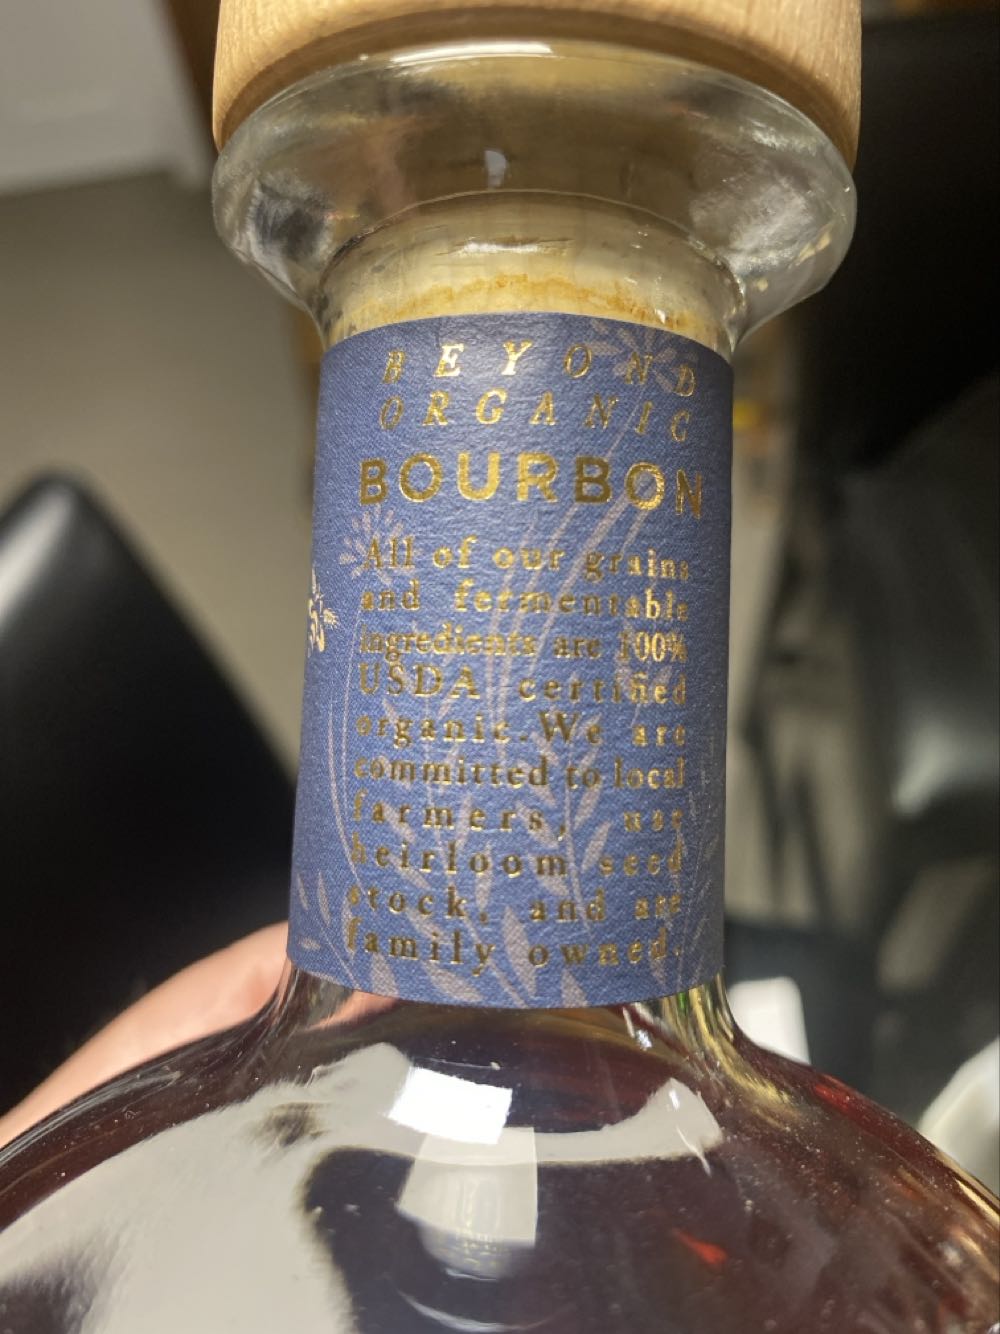 BEYOND
ORGANIC
BOURBON
All of our grains
and fermentable
ingredients are 100%
USDA certified
organic. We are
committed to local
farmers, use
heirloom seed
stock, and are
family owned.